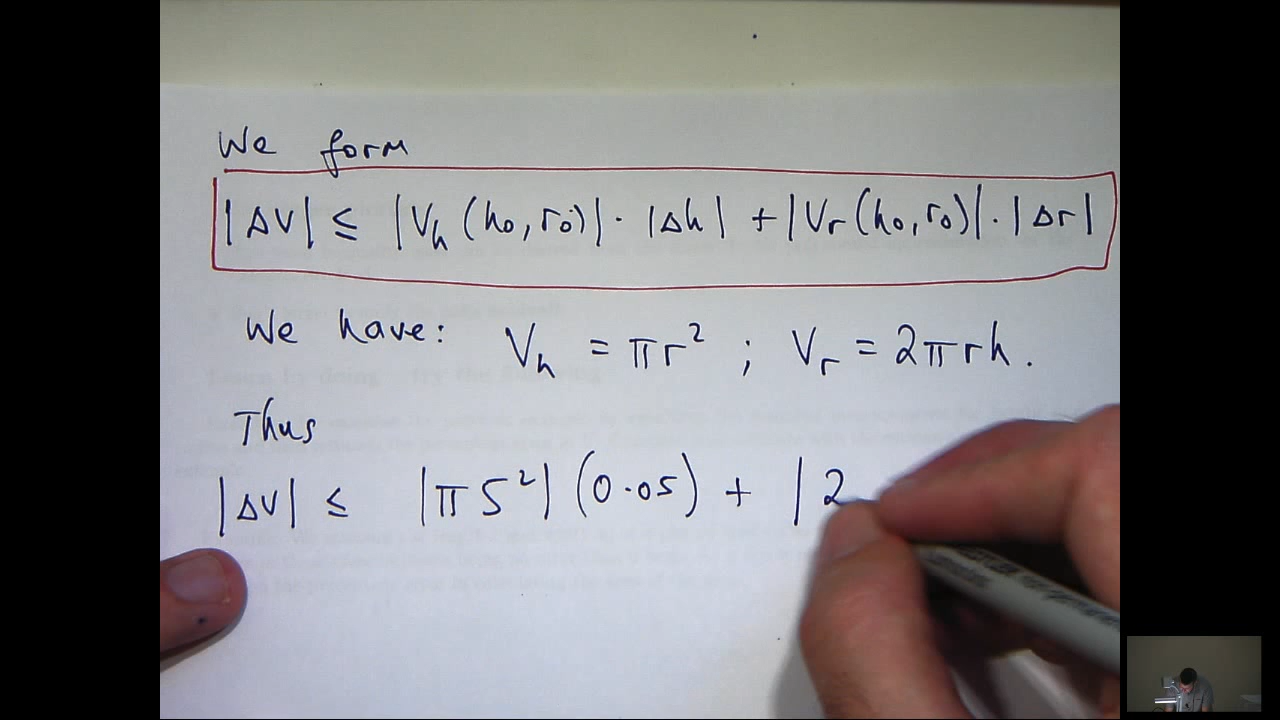 We form
|ΔV| ≤ |V_h (h₀, r₀)| · |Δh| + |V_r (h₀, r₀)| · |Δr|
We have: V_h = πr² ; V_r = 2πrh.
Thus
|ΔV| ≤ |π5²| (0.05) + |2